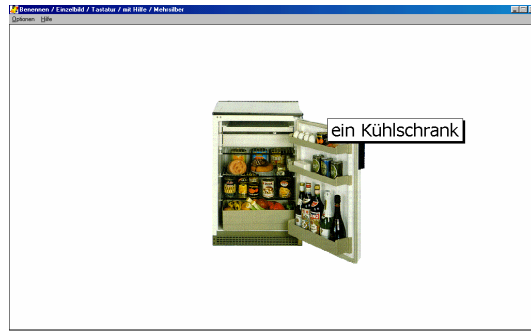 Benennen / Einzelbild / Tastatur / mit Hilfe / Mehrsilber
Optionen Hilfe
ein Kühlschrank